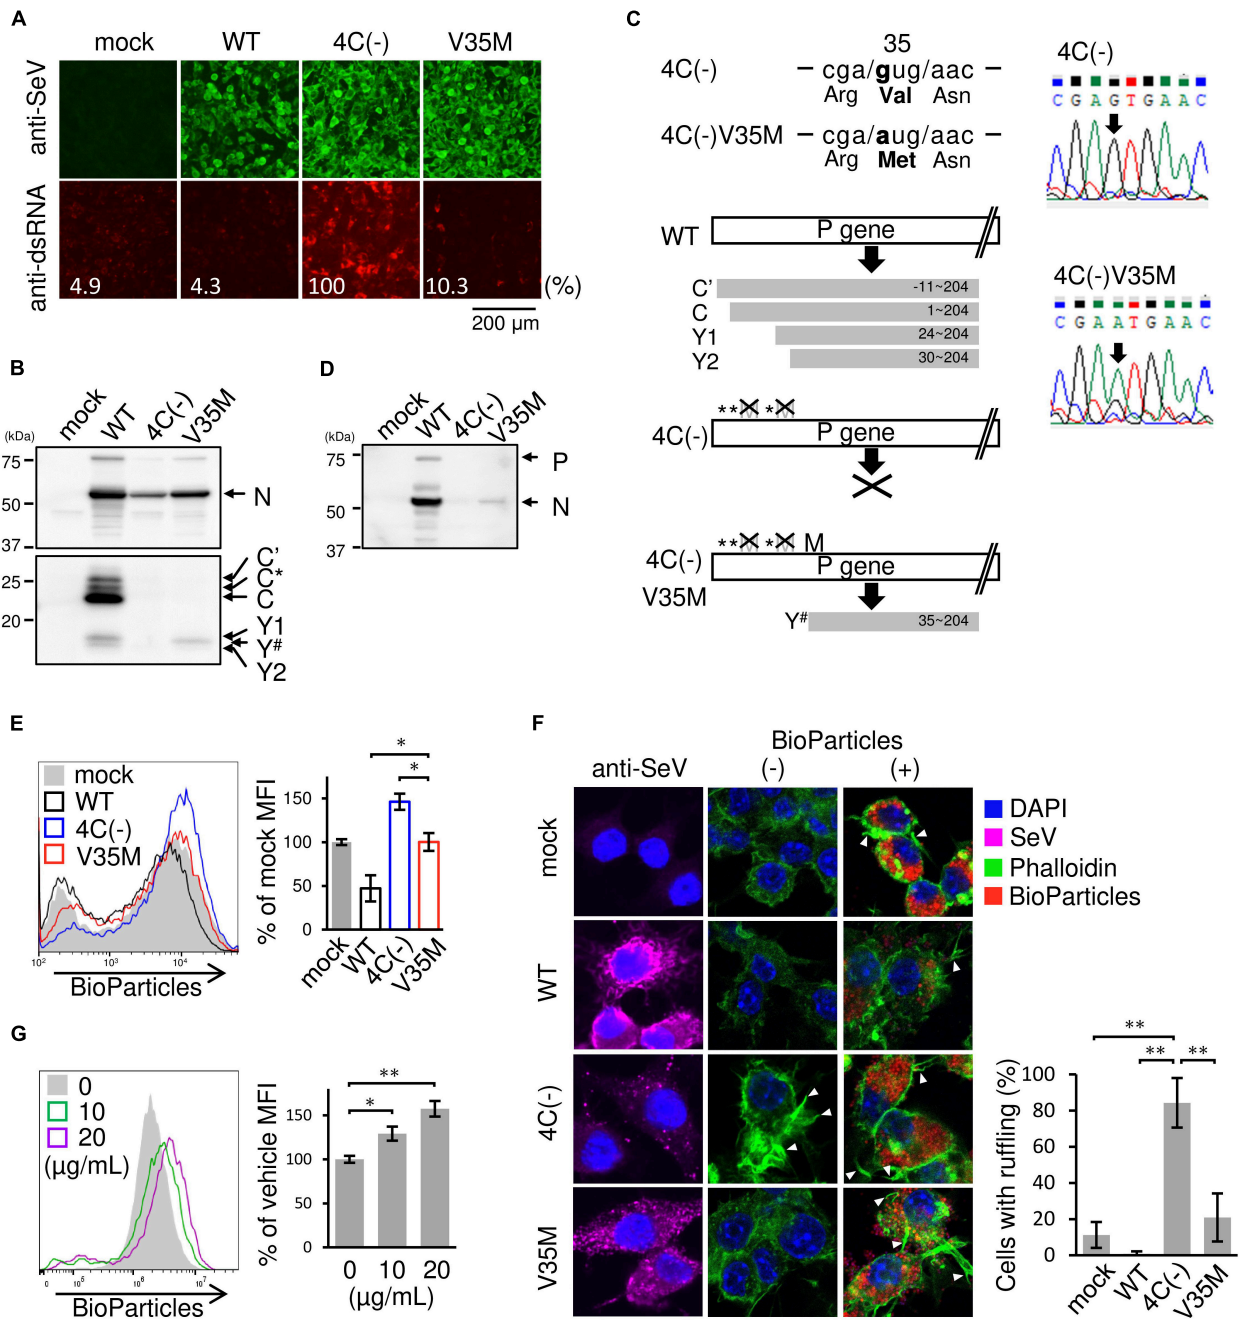 A
mock WT 4C(-) V35M
anti-SeV
anti-dsRNA
4.9 4.3 100 10.3 (%)
200 µm
B
mock WT 4C(-) V35M
(kDa)
75
50
37
N
25
20
C'
C*
C
Y1
Y#
Y2
D
mock WT 4C(-) V35M
(kDa)
75
50
37
P
N
C
35
4C(-) – cga/gug/aac –
Arg Val Asn
4C(-)V35M – cga/aug/aac –
Arg Met Asn
WT P gene
C' -11~204
C 1~204
Y1 24~204
Y2 30~204
** *
4C(-) P gene
** * M
4C(-) P gene
V35M
Y# 35~204
4C(-)
C G A G T G A A C
4C(-)V35M
C G A A T G A A C
E
mock
WT
4C(-)
V35M
10² 10³ 10⁴
BioParticles
% of mock MFI
150
100
50
0
* *
mock WT 4C(-) V35M
F
BioParticles
anti-SeV (-) (+)
mock
WT
4C(-)
V35M
DAPI
SeV
Phalloidin
BioParticles
Cells with ruffling (%)
100
80
60
40
20
0
**
** **
mock WT 4C(-) V35M
G
0
10
20
(µg/mL)
0 10⁵ 10⁶ 10⁷
BioParticles
% of vehicle MFI
150
100
50
0
**
*
0 10 20
(µg/mL)